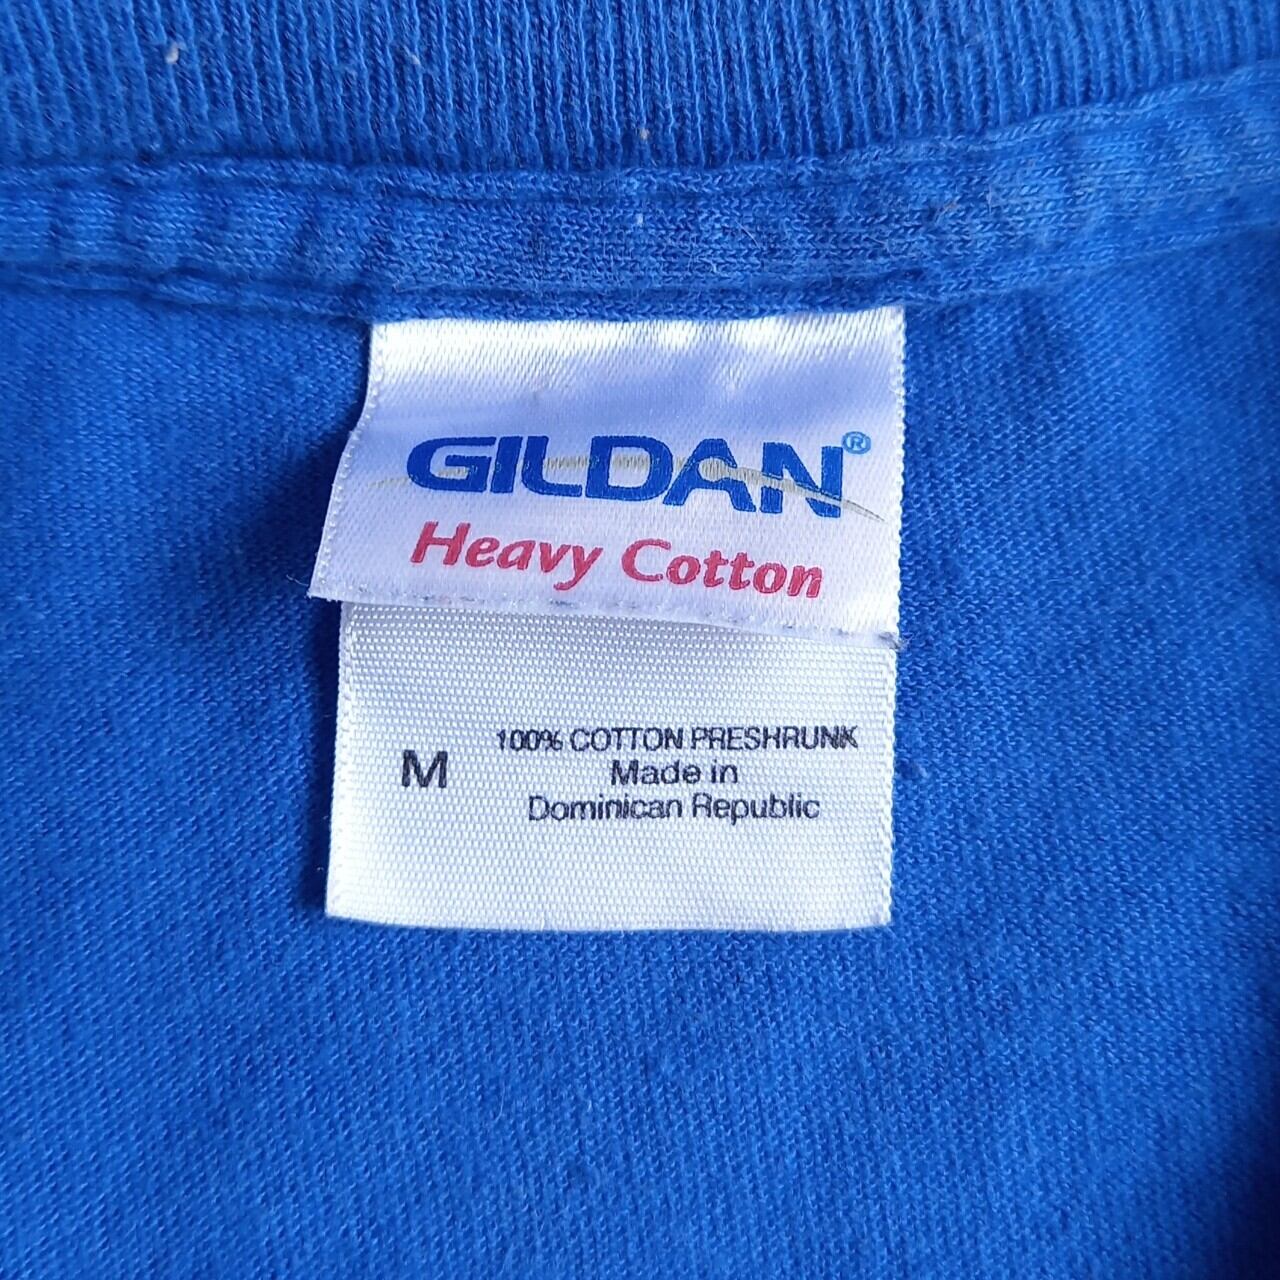 GILDAN®
Heavy Cotton
M
100% COTTON PRESHRUNK
Made in
Dominican Republic